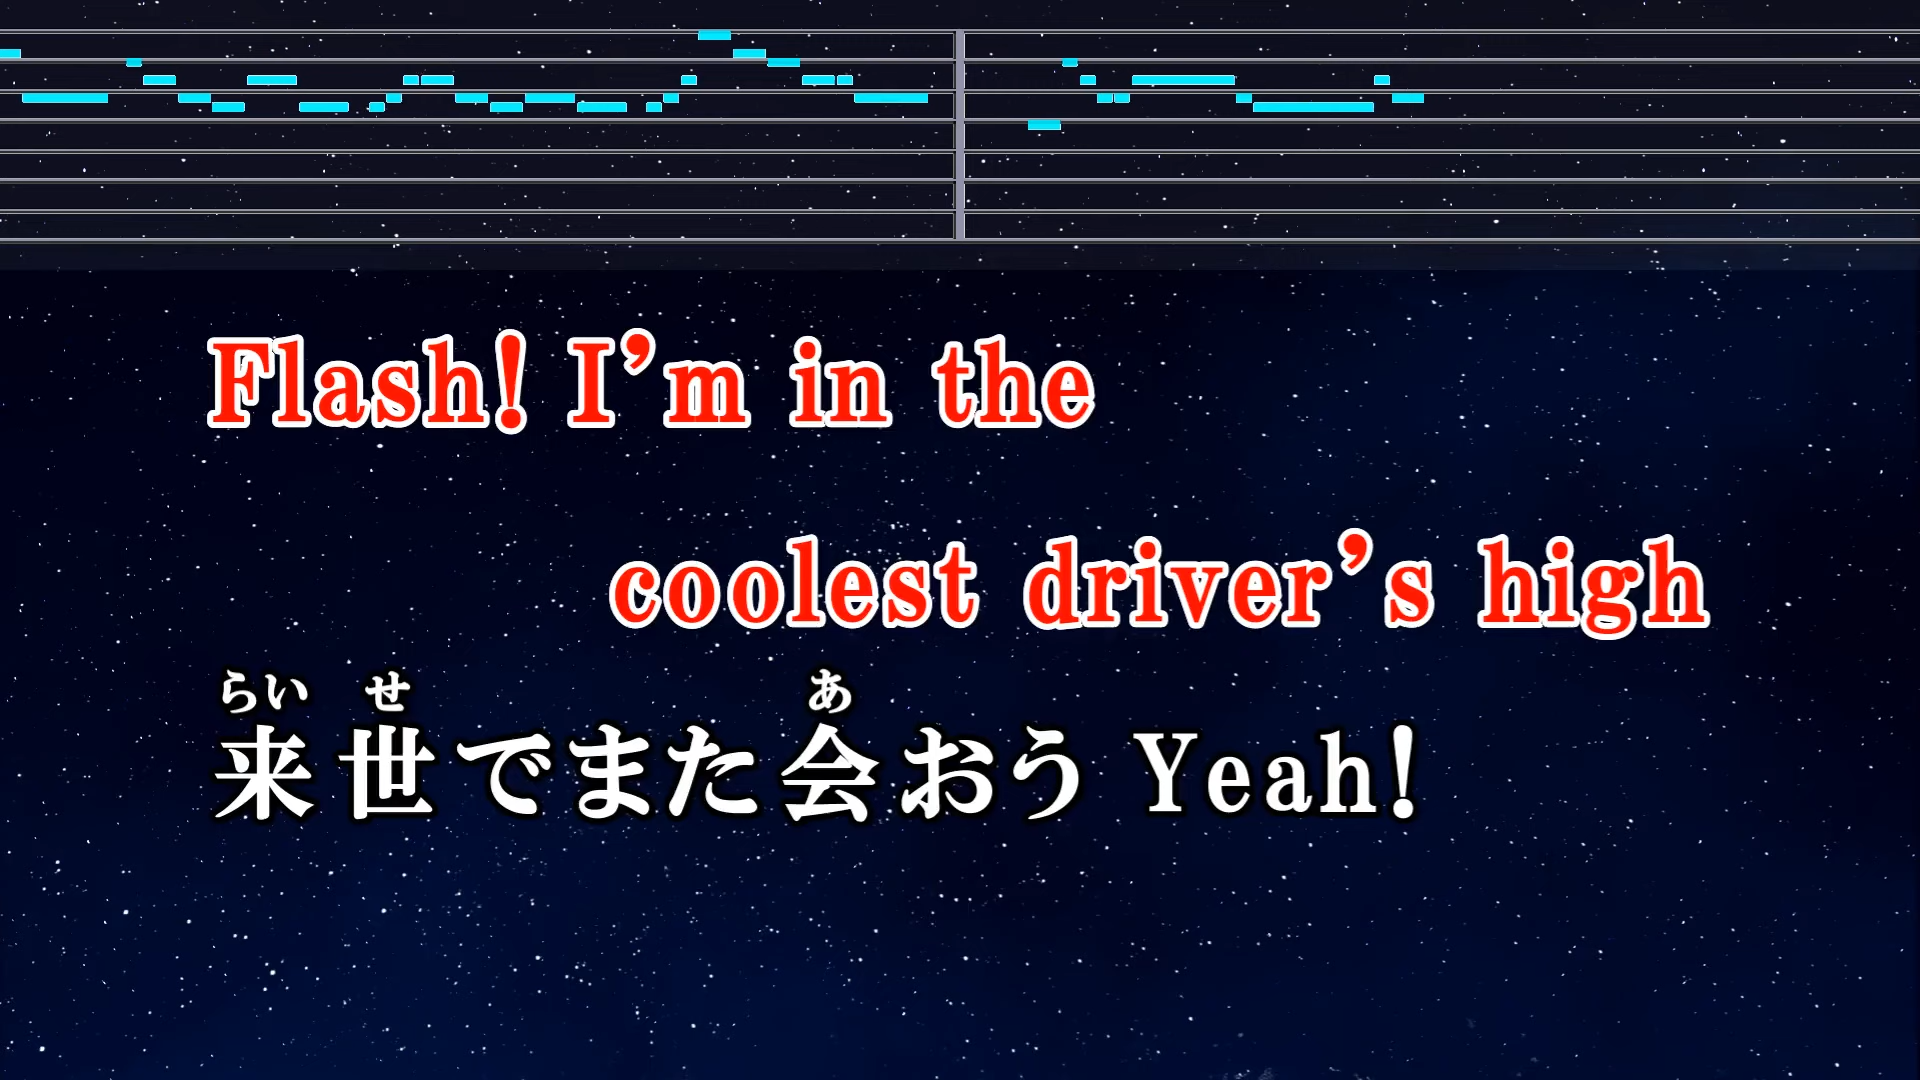 Flash! I’m in the
coolest driver’s high
らい せ あ
来世でまた会おう Yeah!